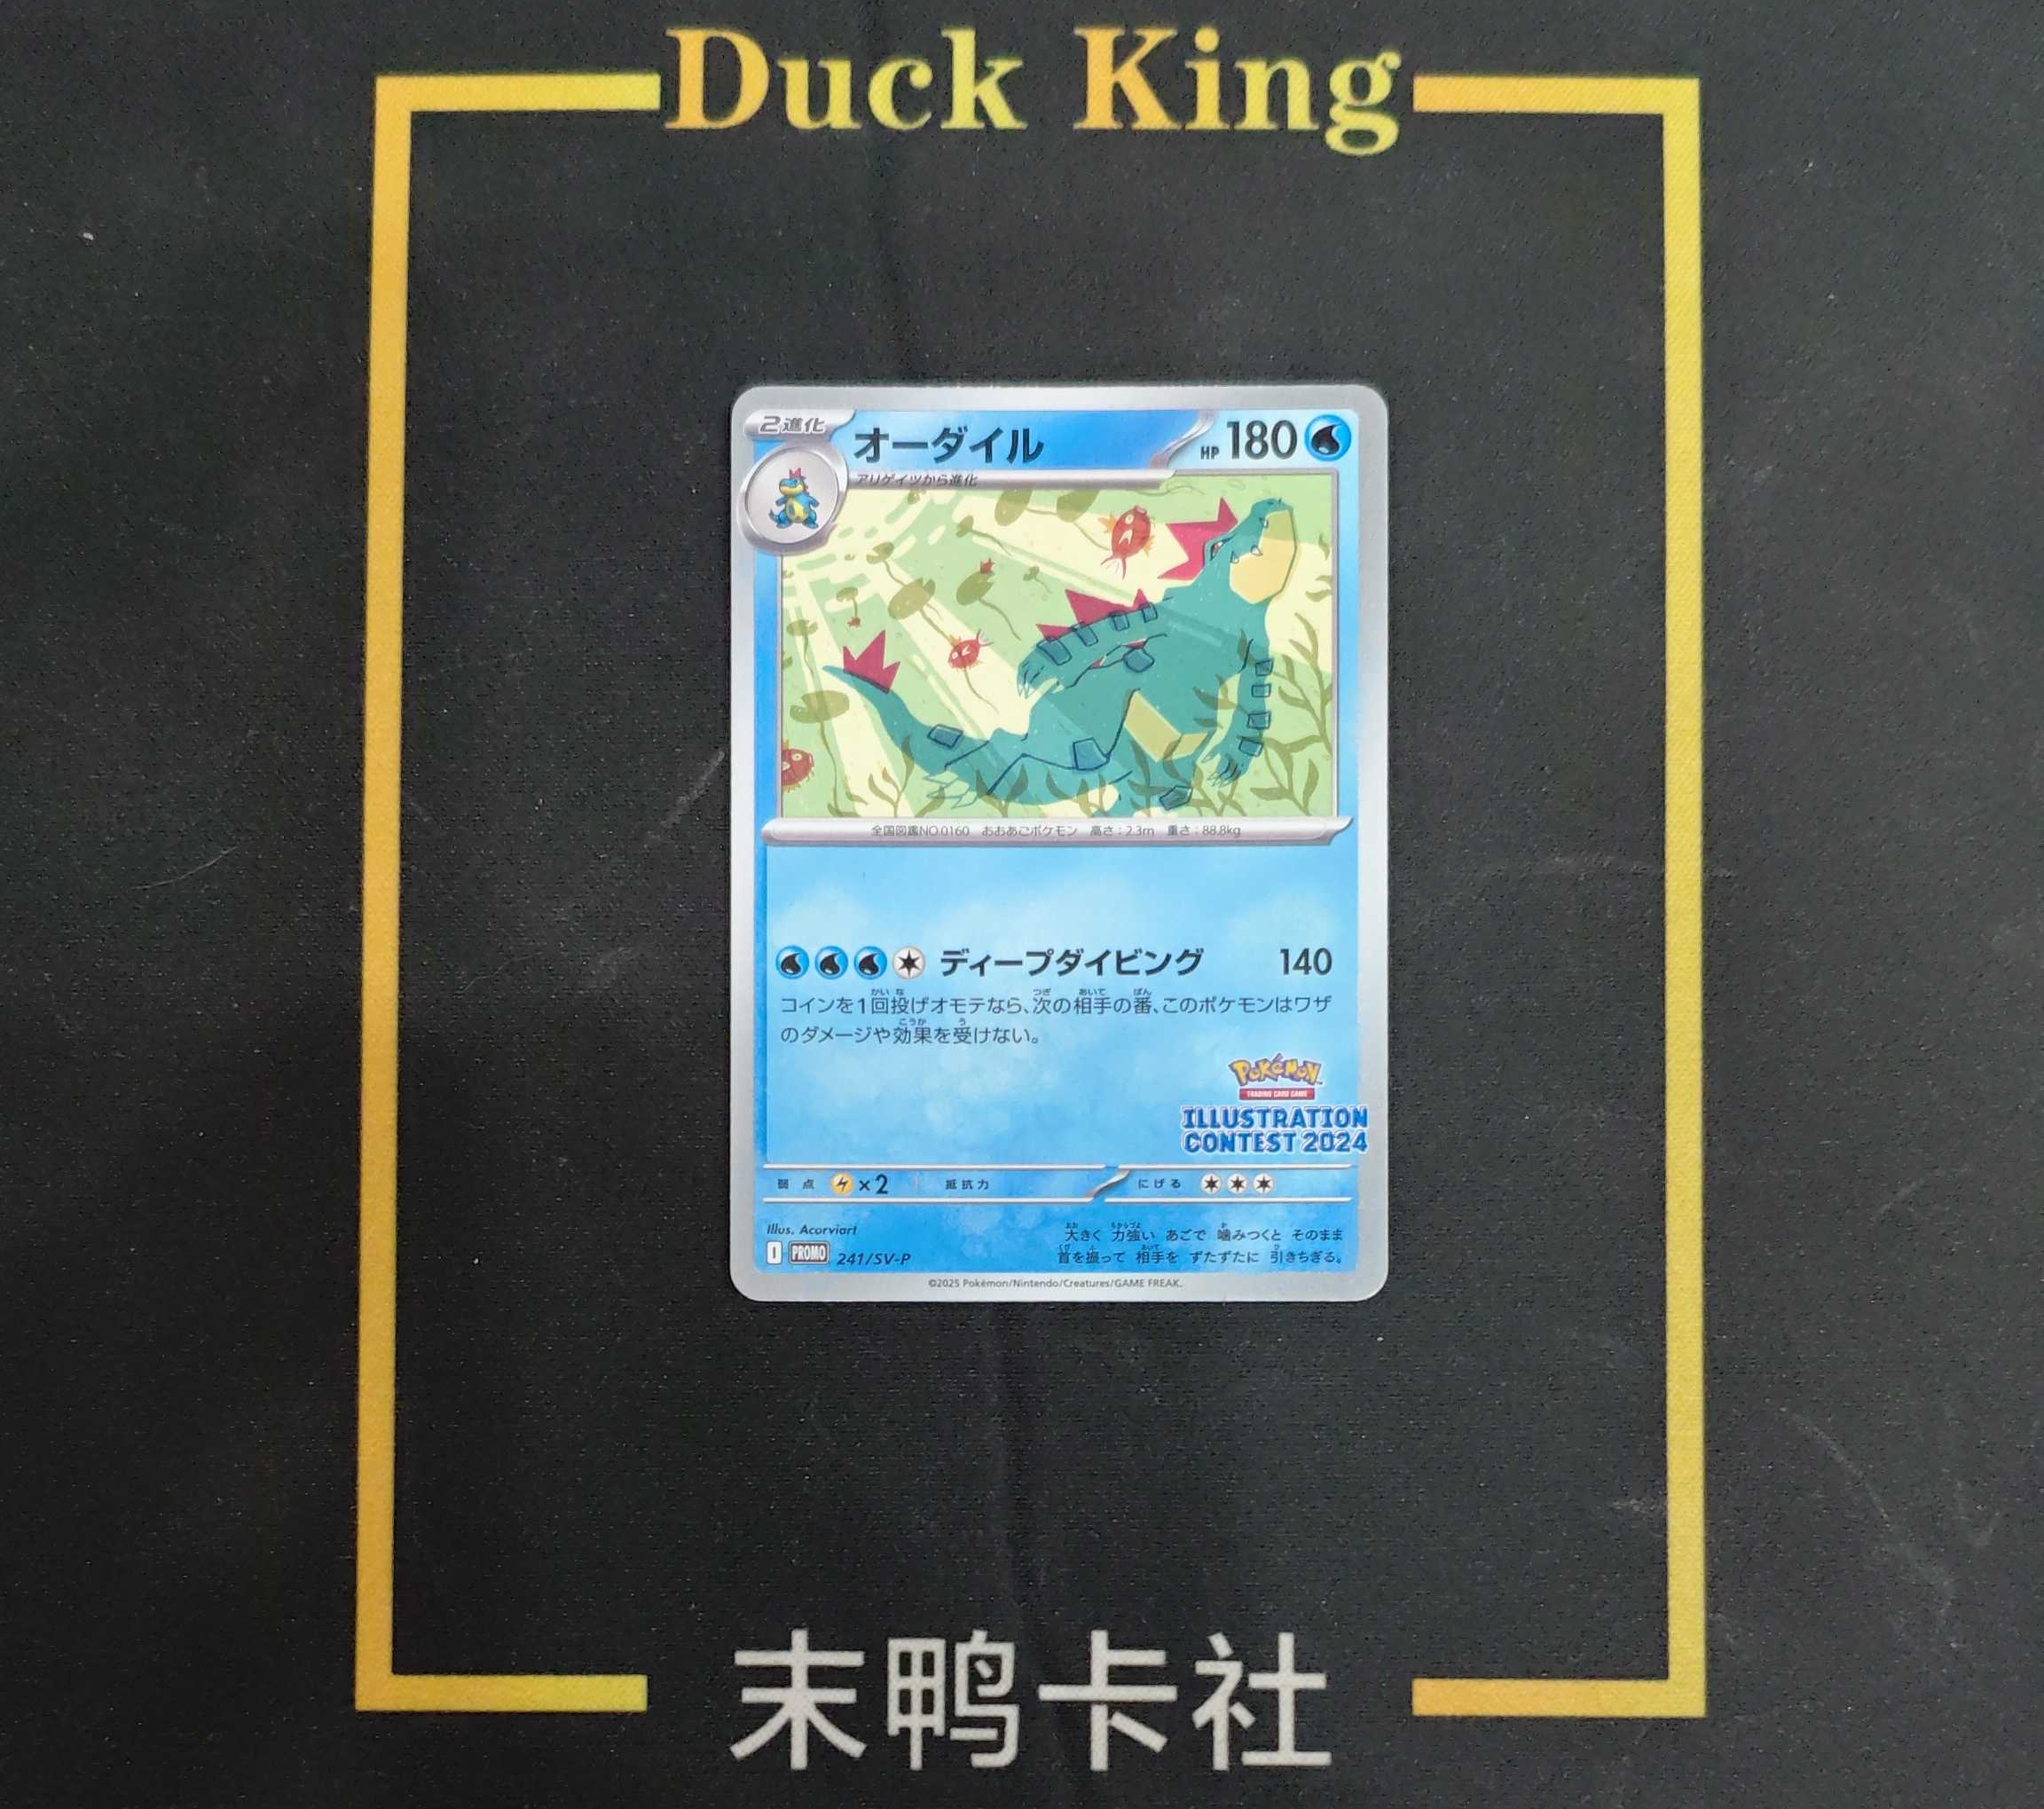 Duck King
2進化
オーダイル
HP 180
アリゲイツから進化
全国図鑑NO.0160 おおあごポケモン 高さ:2.3m 重さ:88.8kg
ディープダイビング 140
コインを1回投げオモテなら、次の相手の番、このポケモンはワザ
のダメージや効果を受けない。
POKéMON
TRADING CARD GAME
ILLUSTRATION
CONTEST 2024
弱点 ×2 抵抗力 にげる
Illus. Acorviart
大きく 力強い あごで 噛みつくと そのまま
首を振って 相手を ずたずたに 引きちぎる。
I PROMO 241/SV-P
©2025 Pokémon/Nintendo/Creatures/GAME FREAK.
末鸭卡社